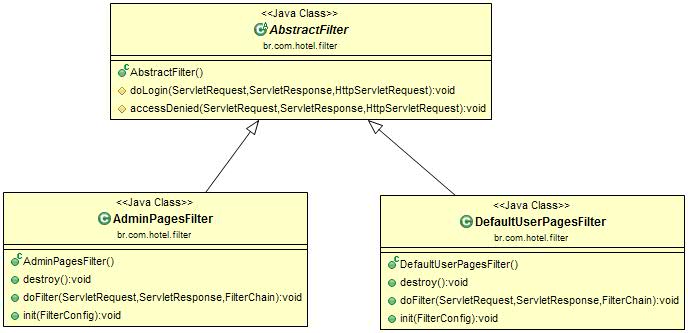 <<Java Class>>
AbstractFilter
br.com.hotel.filter
AbstractFilter()
doLogin(ServletRequest,ServletResponse,HttpServletRequest):void
accessDenied(ServletRequest,ServletResponse,HttpServletRequest):void
<<Java Class>>
AdminPagesFilter
br.com.hotel.filter
AdminPagesFilter()
destroy():void
doFilter(ServletRequest,ServletResponse,FilterChain):void
init(FilterConfig):void
<<Java Class>>
DefaultUserPagesFilter
br.com.hotel.filter
DefaultUserPagesFilter()
destroy():void
doFilter(ServletRequest,ServletResponse,FilterChain):void
init(FilterConfig):void